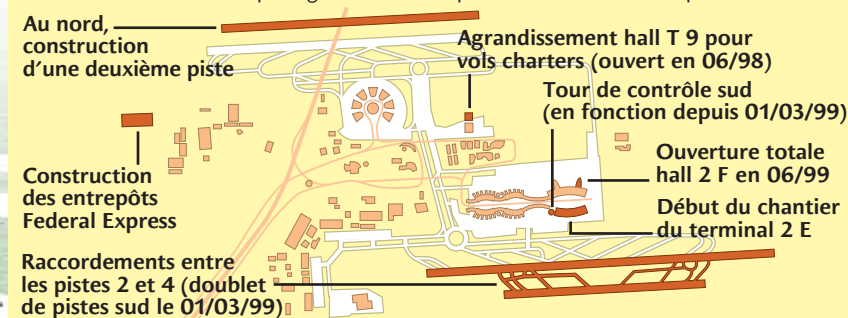 Au nord,
construction
d'une deuxième piste
Agrandissement hall T 9 pour
vols charters (ouvert en 06/98)
Tour de contrôle sud
(en fonction depuis 01/03/99)
Ouverture totale
hall 2 F en 06/99
Début du chantier
du terminal 2 E
Construction
des entrepôts
Federal Express
Raccordements entre
les pistes 2 et 4 (doublet
de pistes sud le 01/03/99)